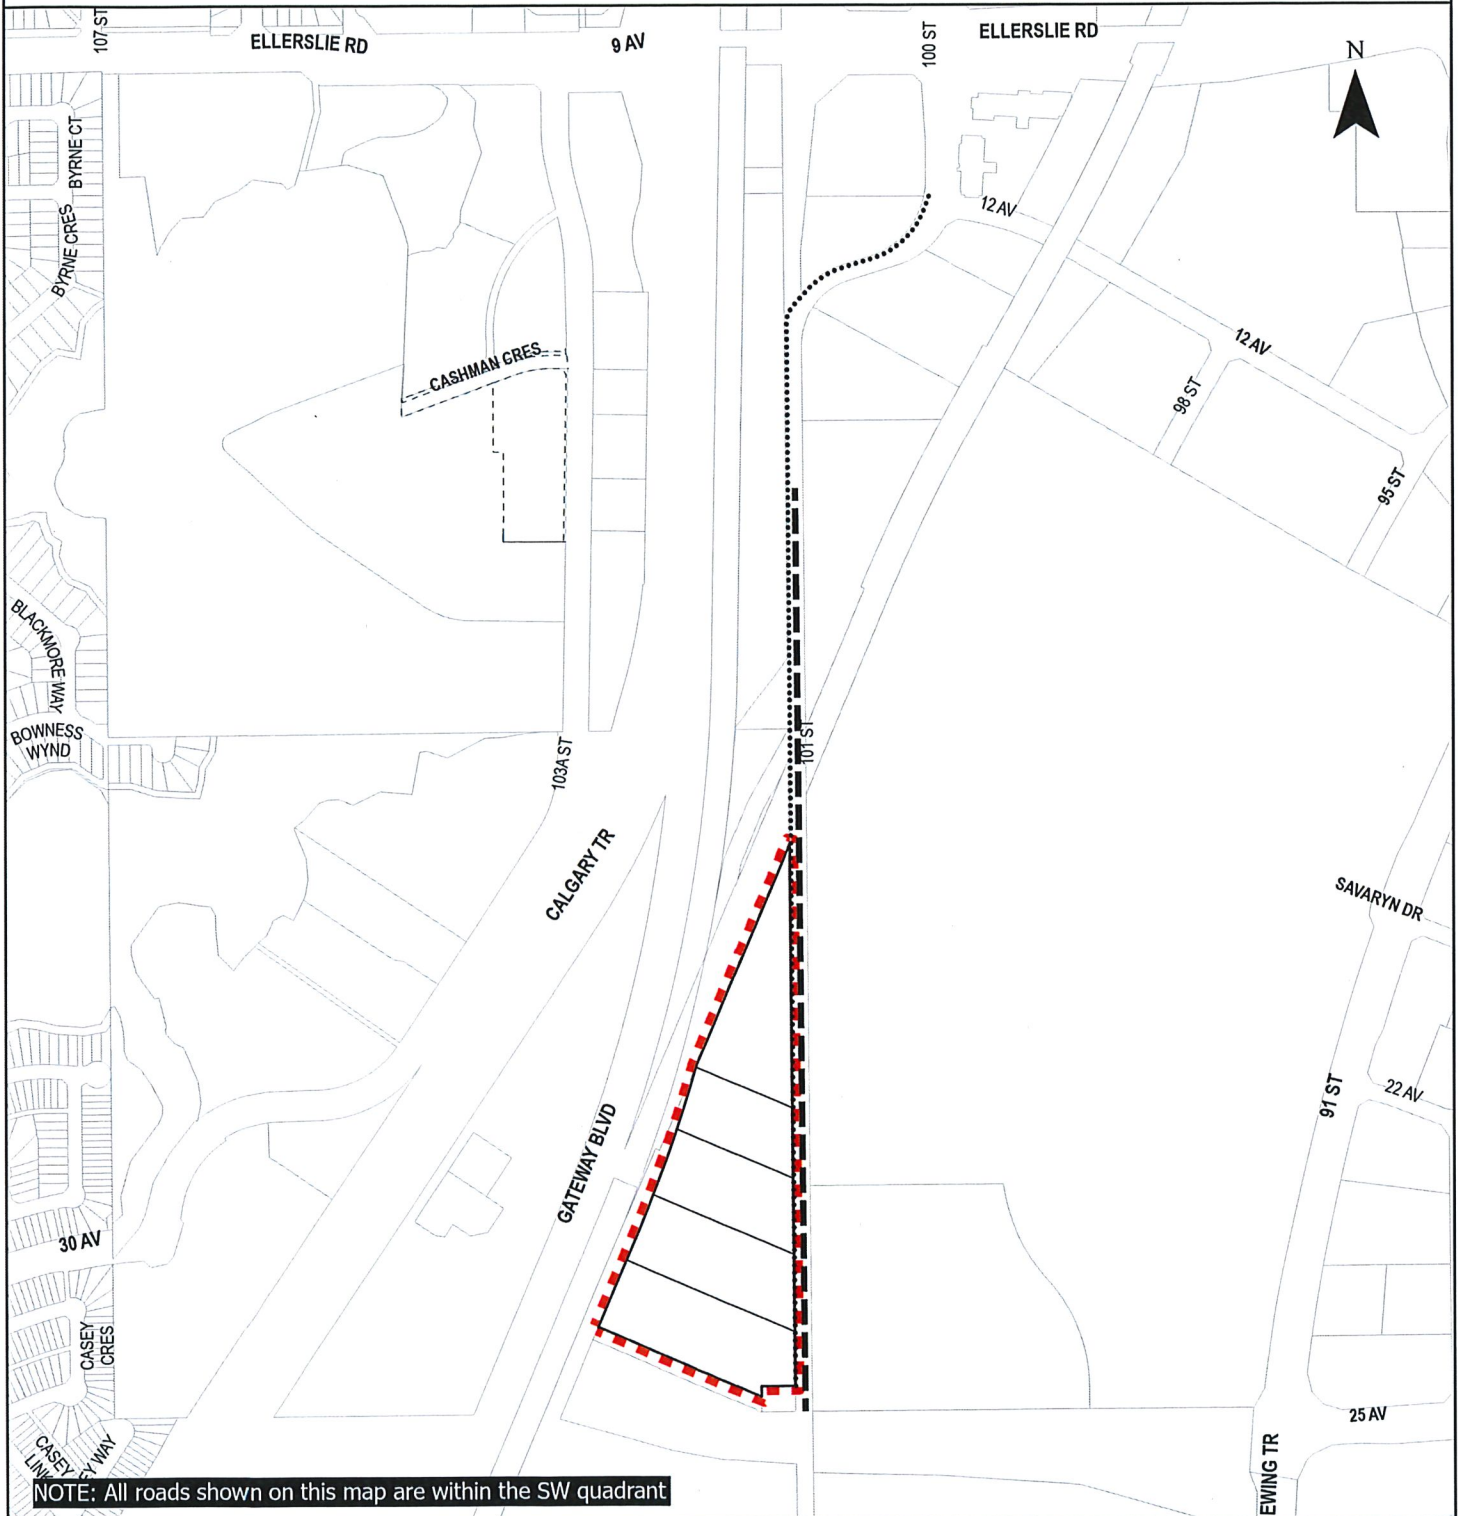 107 ST
ELLERSLIE RD
9 AV
100 ST
ELLERSLIE RD
N
BYRNE CT
BYRNE CRES
12 AV
CASHMAN CRES
12 AV
98 ST
95 ST
BLACKMORE WAY
BOWNESS
WYND
101 ST
103A ST
CALGARY TR
SAVARYN DR
91 ST
22 AV
GATEWAY BLVD
30 AV
CASEY
CRES
25 AV
CASEY
LINK
EY WAY
EWING TR
NOTE: All roads shown on this map are within the SW quadrant